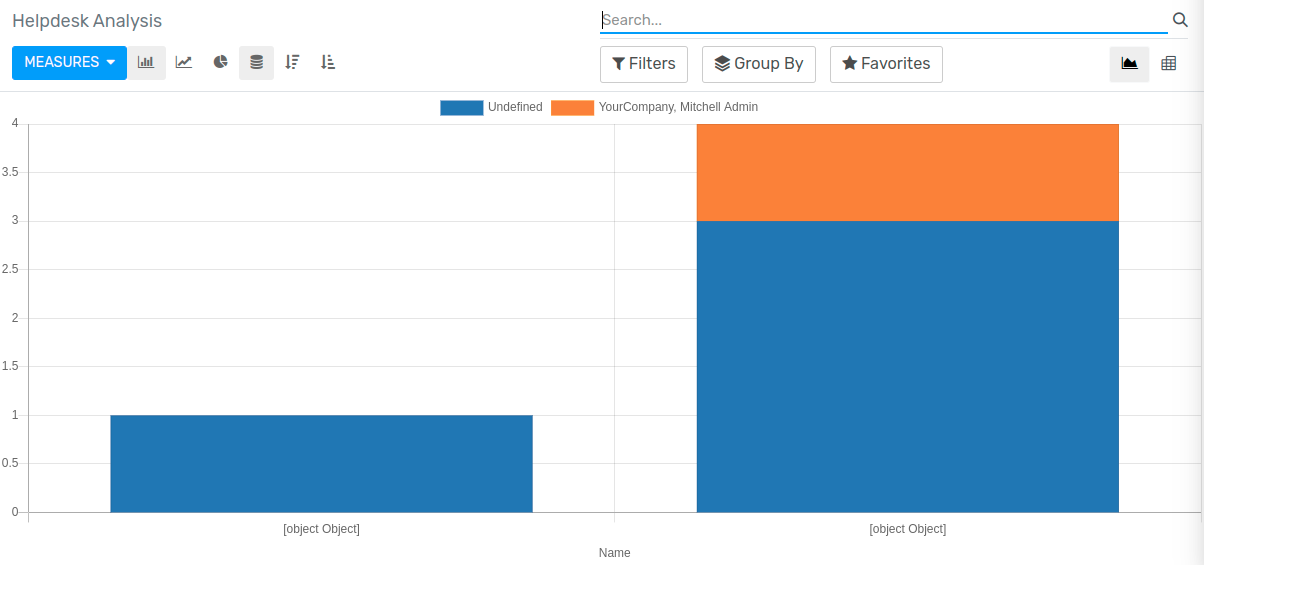 Helpdesk Analysis
Search...
MEASURES
Filters
Group By
Favorites
Undefined
YourCompany, Mitchell Admin
4
3.5
3
2.5
2
1.5
1
0.5
0
[object Object]
[object Object]
Name